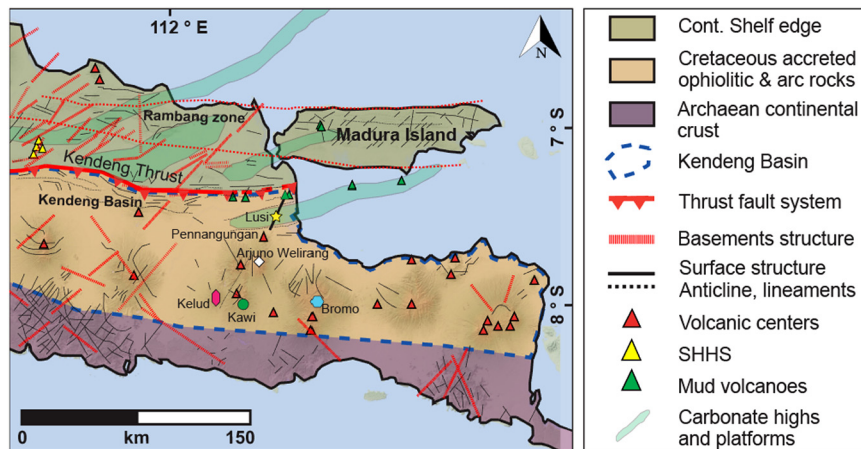 112 ° E
N
Rambang zone
Madura Island
7 ° S
Kendeng Thrust
Kendeng Basin
Lusi
Pennangungan
Arjuno Welirang
Kelud
Kawi
Bromo
8 ° S
0
150
km
Cont. Shelf edge
Cretaceous accreted
ophiolitic & arc rocks
Archaean continental
crust
Kendeng Basin
Thrust fault system
Basements structure
Surface structure
Anticline, lineaments
Volcanic centers
SHHS
Mud volcanoes
Carbonate highs
and platforms